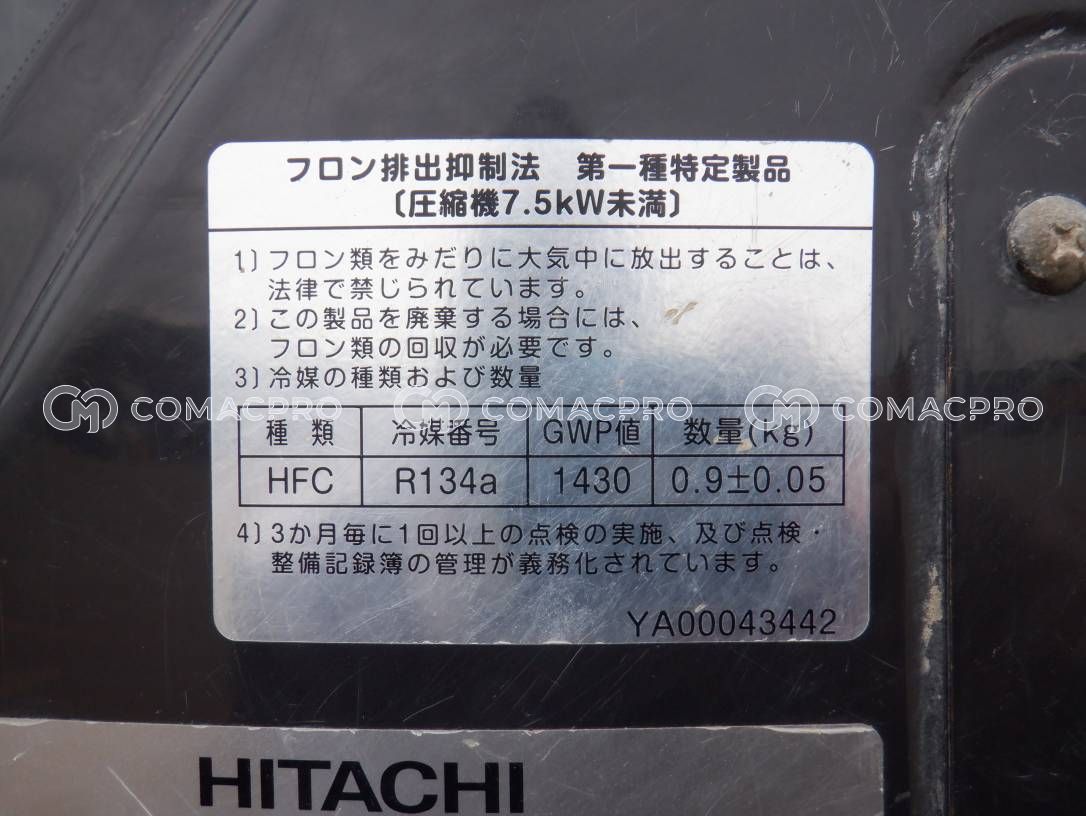 フロン排出抑制法　第一種特定製品
〔圧縮機7.5kW未満〕
1〕フロン類をみだりに大気中に放出することは、
法律で禁じられています。
2〕この製品を廃棄する場合には、
フロン類の回収が必要です。
3〕冷媒の種類および数量
COMACPRO COMACPRO COMACPRO
種類 冷媒番号 GWP値 数量(kg)
HFC R134a 1430 0.9±0.05
4〕3か月毎に1回以上の点検の実施、及び点検・
整備記録簿の管理が義務化されています。
YA00043442
HITACHI